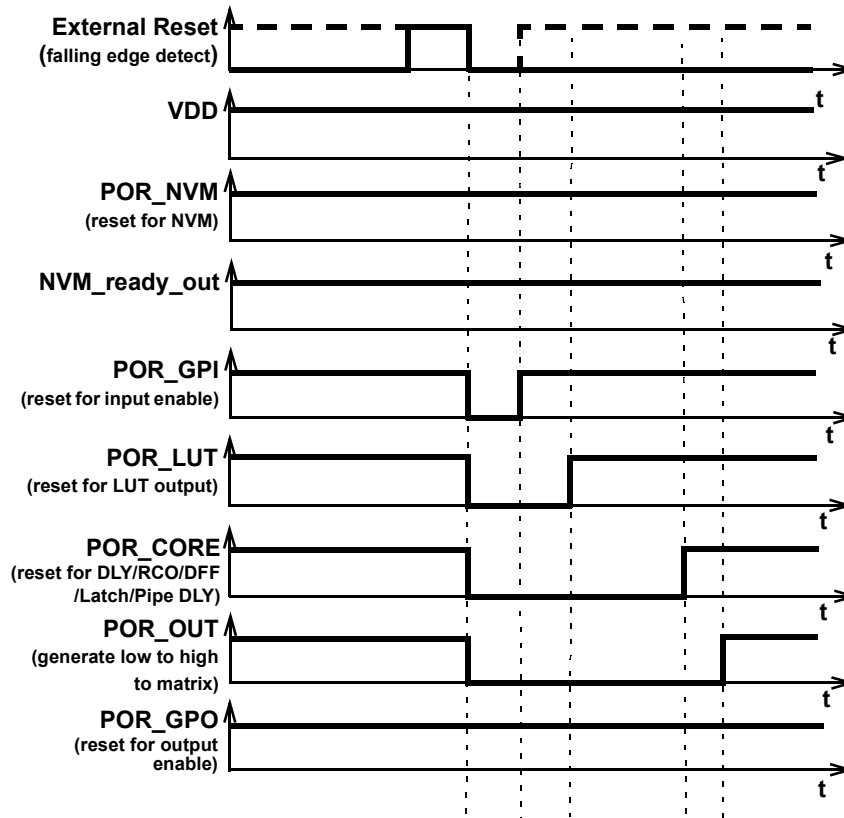 External Reset
(falling edge detect)
t
VDD
t
POR_NVM
(reset for NVM)
t
NVM_ready_out
t
POR_GPI
(reset for input enable)
t
POR_LUT
(reset for LUT output)
t
POR_CORE
(reset for DLY/RCO/DFF
/Latch/Pipe DLY)
t
POR_OUT
(generate low to high
to matrix)
t
POR_GPO
(reset for output
enable)
t